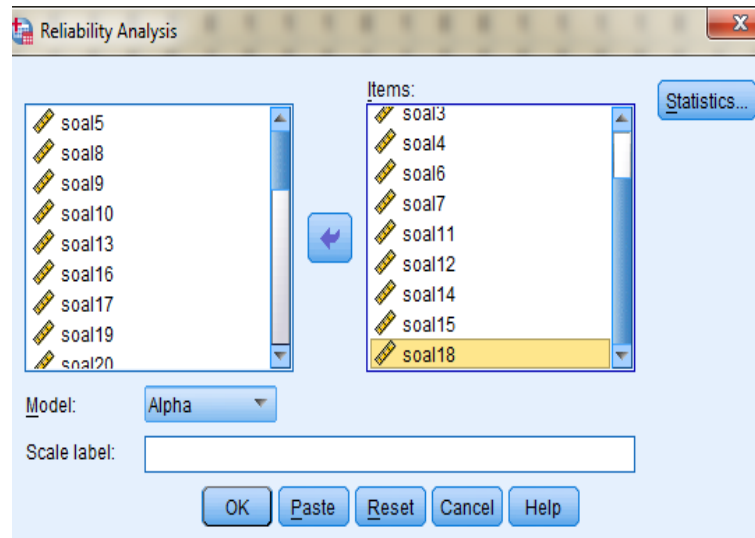 Reliability Analysis
X
Items:
Statistics...
soal5
soal8
soal9
soal10
soal13
soal16
soal17
soal19
soal20
soal3
soal4
soal6
soal7
soal11
soal12
soal14
soal15
soal18
Model: Alpha
Scale label:
OK Paste Reset Cancel Help